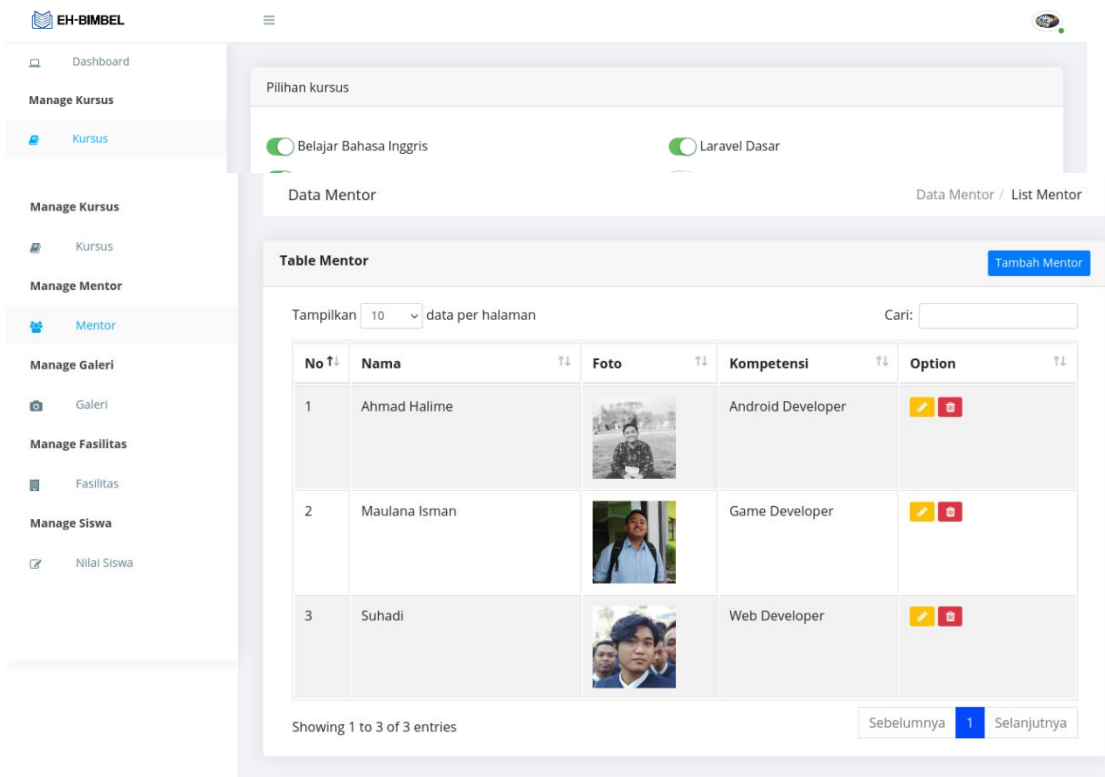 EH-BIMBEL
Dashboard
Manage Kursus
Kursus
Pilihan kursus
Belajar Bahasa Inggris
Laravel Dasar
Manage Kursus
Kursus
Manage Mentor
Mentor
Manage Galeri
Galeri
Manage Fasilitas
Fasilitas
Manage Siswa
Nilai Siswa
Data Mentor
Data Mentor / List Mentor
Table Mentor
Tambah Mentor
Tampilkan 10 data per halaman
Cari:
No Nama Foto Kompetensi Option
1 Ahmad Halime Android Developer
2 Maulana Isman Game Developer
3 Suhadi Web Developer
Showing 1 to 3 of 3 entries
Sebelumnya 1 Selanjutnya